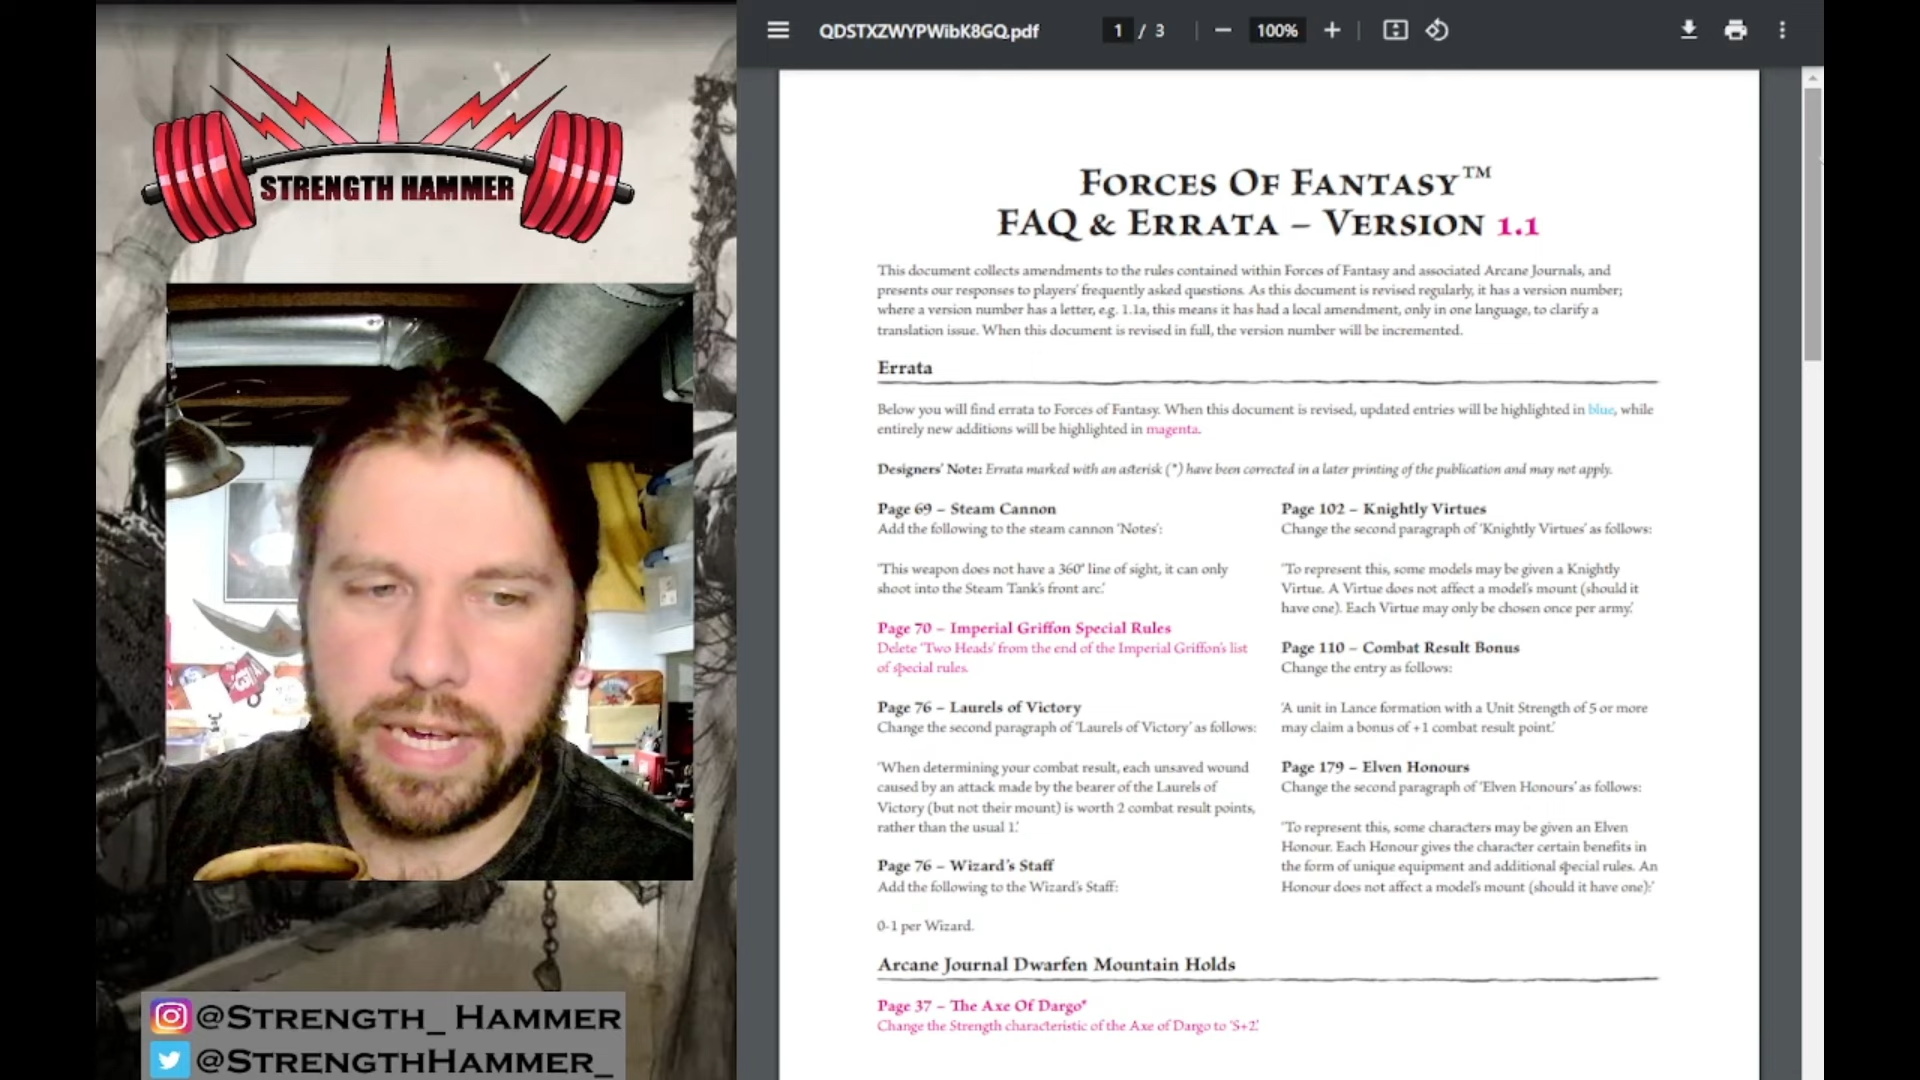 STRENGTH HAMMER
@STRENGTH_ HAMMER
@STRENGTHHAMMER_
QDSTXZWYPWibK8GQ.pdf
1 / 3
100%
FORCES OF FANTASY™
FAQ & ERRATA – VERSION 1.1
This document collects amendments to the rules contained within Forces of Fantasy and associated Arcane Journals, and
presents our responses to players' frequently asked questions. As this document is revised regularly, it has a version number;
where a version number has a letter, e.g. 1.1a, this means it has had a local amendment, only in one language, to clarify a
translation issue. When this document is revised in full, the version number will be incremented.
Errata
Below you will find errata to Forces of Fantasy. When this document is revised, updated entries will be highlighted in blue, while
entirely new additions will be highlighted in magenta.
Designers' Note: Errata marked with an asterisk (*) have been corrected in a later printing of the publication and may not apply.
Page 69 – Steam Cannon
Add the following to the steam cannon 'Notes':
'This weapon does not have a 360° line of sight, it can only
shoot into the Steam Tank's front arc.'
Page 70 – Imperial Griffon Special Rules
Delete 'Two Heads' from the end of the Imperial Griffon's list
of special rules.
Page 76 – Laurels of Victory
Change the second paragraph of 'Laurels of Victory' as follows:
'When determining your combat result, each unsaved wound
caused by an attack made by the bearer of the Laurels of
Victory (but not their mount) is worth 2 combat result points,
rather than the usual 1.'
Page 76 – Wizard's Staff
Add the following to the Wizard's Staff:
0-1 per Wizard.
Page 102 – Knightly Virtues
Change the second paragraph of 'Knightly Virtues' as follows:
'To represent this, some models may be given a Knightly
Virtue. A Virtue does not affect a model's mount (should it
have one). Each Virtue may only be chosen once per army.'
Page 110 – Combat Result Bonus
Change the entry as follows:
'A unit in Lance formation with a Unit Strength of 5 or more
may claim a bonus of +1 combat result point.'
Page 179 – Elven Honours
Change the second paragraph of 'Elven Honours' as follows:
'To represent this, some characters may be given an Elven
Honour. Each Honour gives the character certain benefits in
the form of unique equipment and additional special rules. An
Honour does not affect a model's mount (should it have one):'
Arcane Journal Dwarfen Mountain Holds
Page 37 – The Axe Of Dargo*
Change the Strength characteristic of the Axe of Dargo to 'S+2'.